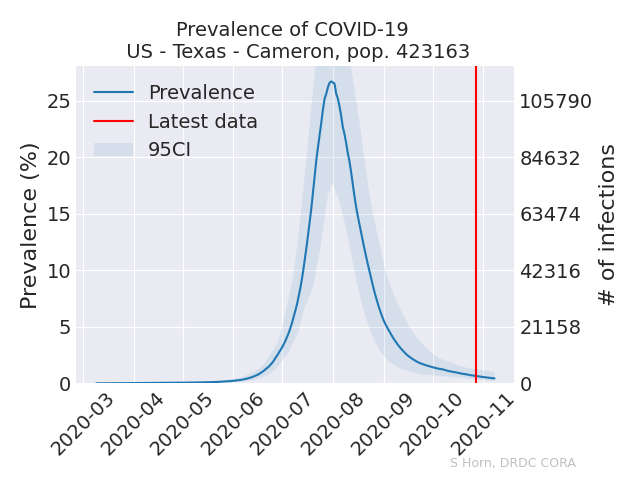 Prevalence of COVID-19
US - Texas - Cameron, pop. 423163
Prevalence
Latest data
95CI
Prevalence (%)
25
20
15
10
5
0
105790
84632
63474
42316
21158
0
# of infections
2020-03
2020-04
2020-05
2020-06
2020-07
2020-08
2020-09
2020-10
2020-11
S Horn, DRDC CORA